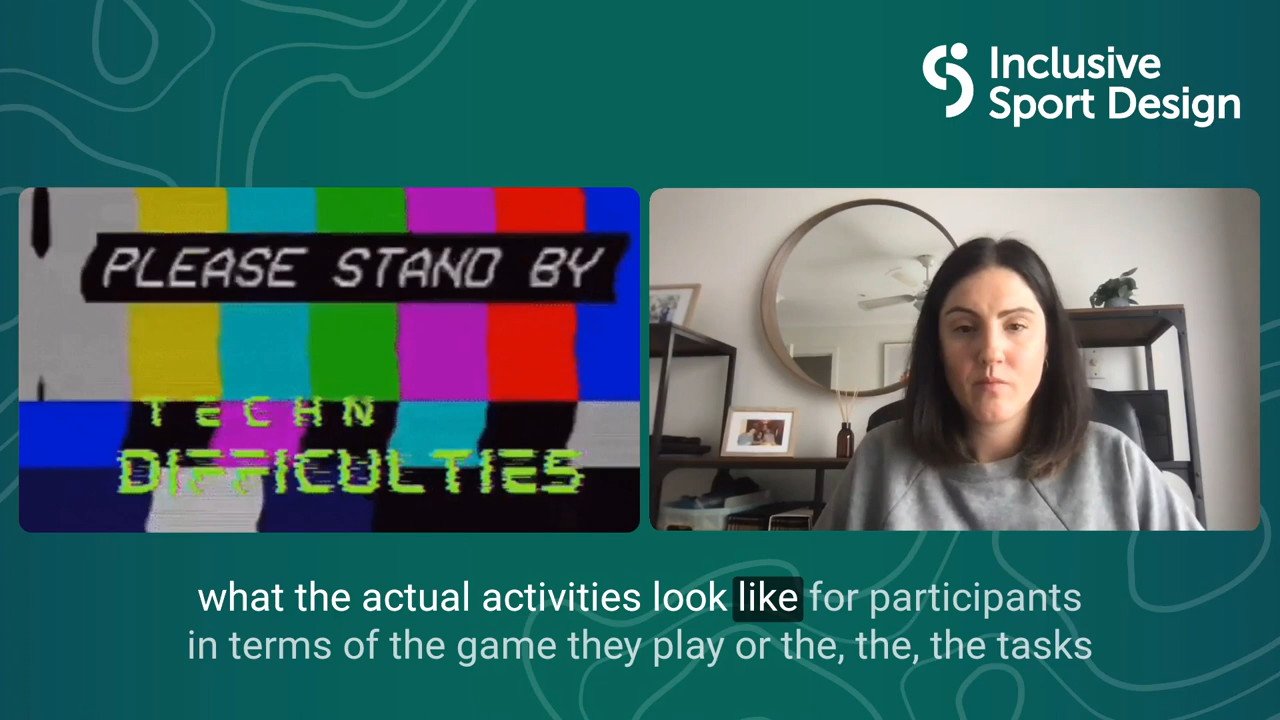 Inclusive
Sport Design
PLEASE STAND BY
TECHN
DIFFICULTIES
what the actual activities look like for participants
in terms of the game they play or the, the, the tasks